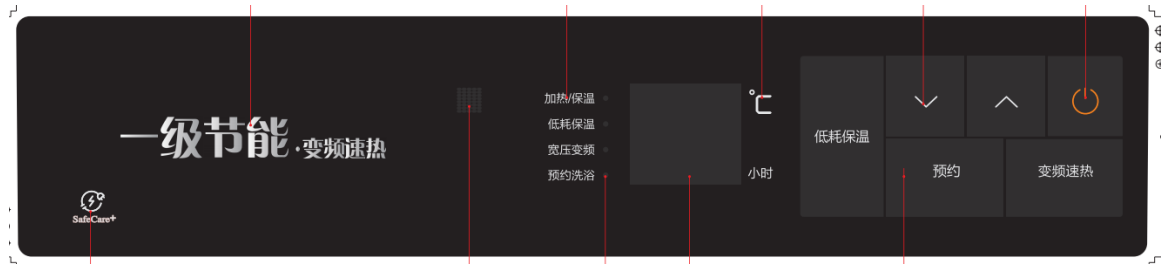 一级节能·变频速热
SafeCare+
加热/保温
低耗保温
宽压变频
预约洗浴
℃
小时
低耗保温
预约
变频速热